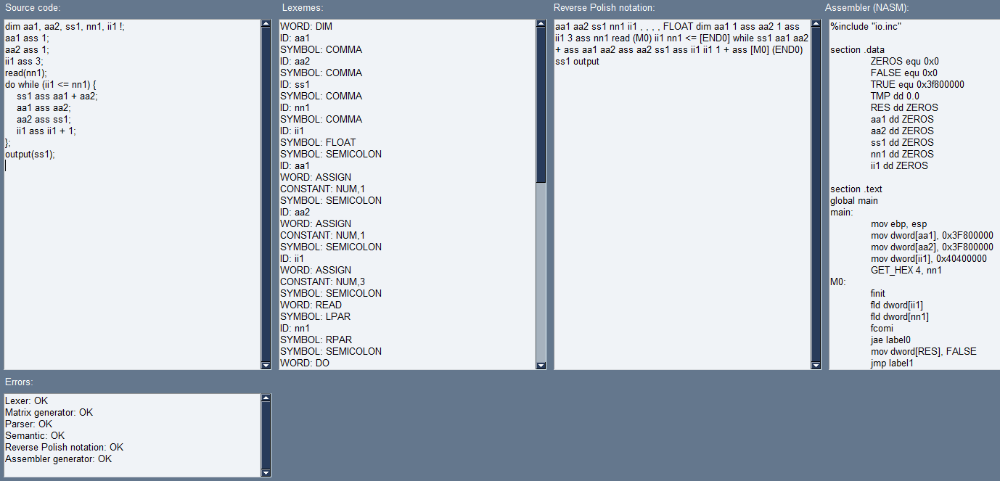 Source code:
dim aa1, aa2, ss1, nn1, ii1 !;
aa1 ass 1;
aa2 ass 1;
ii1 ass 3;
read(nn1);
do while (ii1 <= nn1) {
ss1 ass aa1 + aa2;
aa1 ass aa2;
aa2 ass ss1;
ii1 ass ii1 + 1;
};
output(ss1);
Lexemes:
WORD: DIM
ID: aa1
SYMBOL: COMMA
ID: aa2
SYMBOL: COMMA
ID: ss1
SYMBOL: COMMA
ID: nn1
SYMBOL: COMMA
ID: ii1
SYMBOL: FLOAT
SYMBOL: SEMICOLON
ID: aa1
WORD: ASSIGN
CONSTANT: NUM,1
SYMBOL: SEMICOLON
ID: aa2
WORD: ASSIGN
CONSTANT: NUM,1
SYMBOL: SEMICOLON
ID: ii1
WORD: ASSIGN
CONSTANT: NUM,3
SYMBOL: SEMICOLON
WORD: READ
SYMBOL: LPAR
ID: nn1
SYMBOL: RPAR
SYMBOL: SEMICOLON
WORD: DO
Reverse Polish notation:
aa1 aa2 ss1 nn1 ii1 , , , , FLOAT dim aa1 1 ass aa2 1 ass
ii1 3 ass nn1 read (M0) ii1 nn1 <= [END0] while ss1 aa1 aa2
+ ass aa1 aa2 ass aa2 ss1 ass ii1 ii1 1 + ass [M0] (END0)
ss1 output
Assembler (NASM):
%include "io.inc"
section .data
ZEROS equ 0x0
FALSE equ 0x0
TRUE equ 0x3f800000
TMP dd 0.0
RES dd ZEROS
aa1 dd ZEROS
aa2 dd ZEROS
ss1 dd ZEROS
nn1 dd ZEROS
ii1 dd ZEROS
section .text
global main
main:
mov ebp, esp
mov dword[aa1], 0x3F800000
mov dword[aa2], 0x3F800000
mov dword[ii1], 0x40400000
GET_HEX 4, nn1
M0:
finit
fld dword[ii1]
fld dword[nn1]
fcomi
jae label0
mov dword[RES], FALSE
jmp label1
Errors:
Lexer: OK
Matrix generator: OK
Parser: OK
Semantic: OK
Reverse Polish notation: OK
Assembler generator: OK